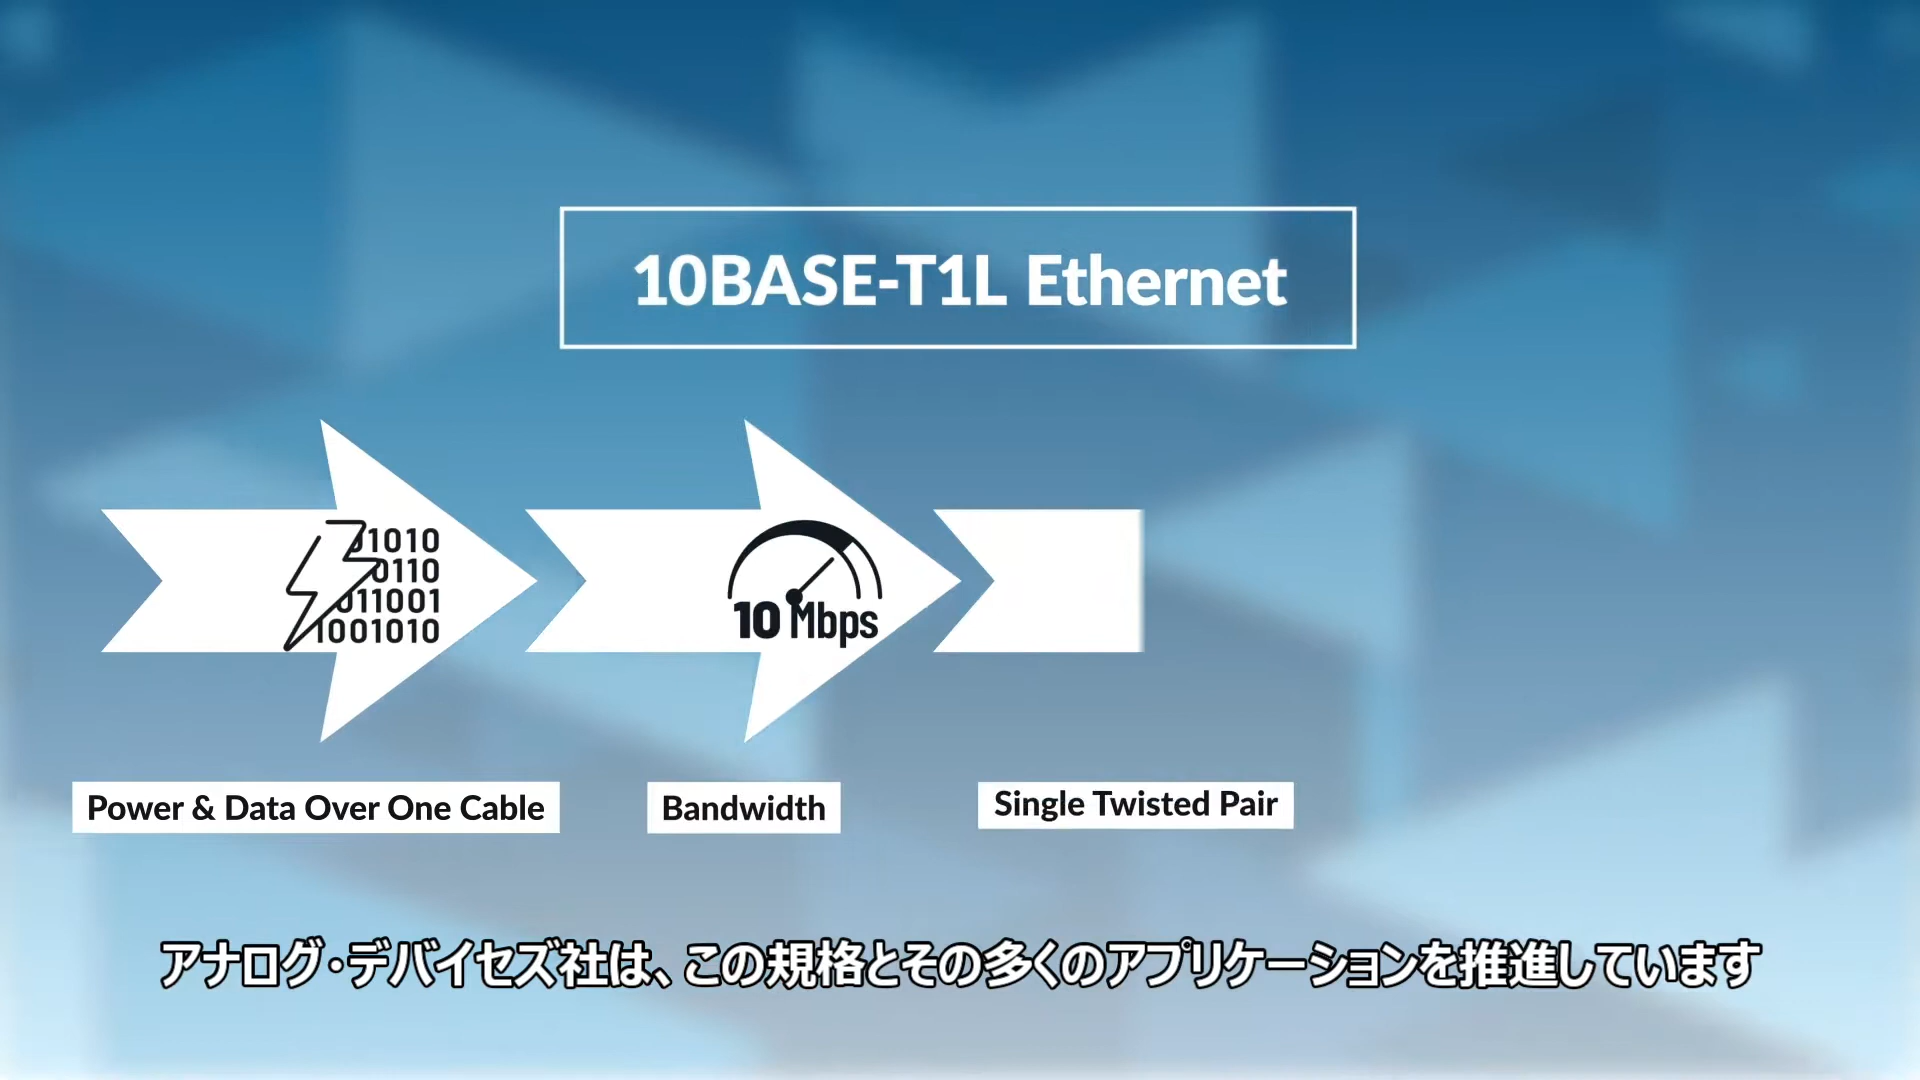 10BASE-T1L Ethernet
01010
0110
011001
1001010
10 Mbps
Power & Data Over One Cable
Bandwidth
Single Twisted Pair
アナログ・デバイセズ社は、この規格とその多くのアプリケーションを推進しています